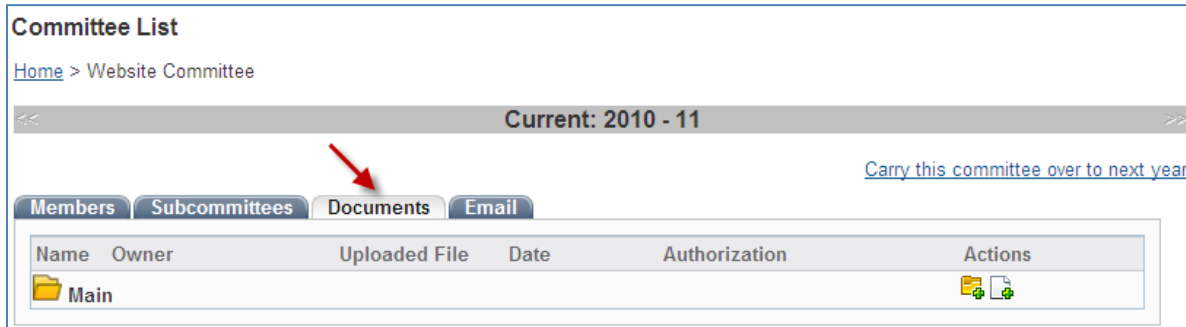 Committee List
Home > Website Committee
<< Current: 2010 - 11 >>
Carry this committee over to next year
Members Subcommittees Documents Email
Name Owner Uploaded File Date Authorization Actions
Main